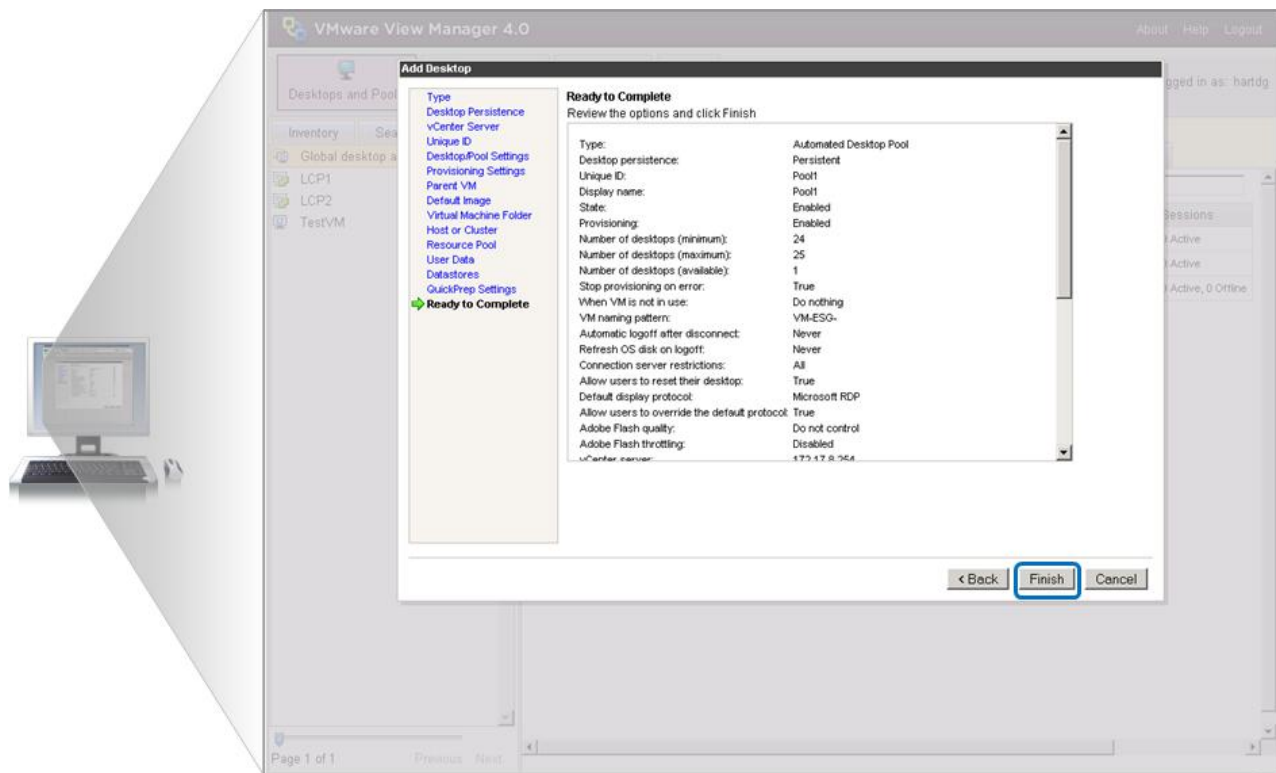 VMware View Manager 4.0
About Help Logout
Desktops and Pool
gged in as: hartdg
Inventory Sea
Global desktop a
LCP1
LCP2
TestVM
Sessions
Active
Active
Active, 0 Offline
Add Desktop
Type
Desktop Persistence
vCenter Server
Unique ID
Desktop/Pool Settings
Provisioning Settings
Parent VM
Default Image
Virtual Machine Folder
Host or Cluster
Resource Pool
User Data
Datastores
QuickPrep Settings
Ready to Complete
Ready to Complete
Review the options and click Finish
Type: Automated Desktop Pool
Desktop persistence: Persistent
Unique ID: Pool1
Display name: Pool1
State: Enabled
Provisioning: Enabled
Number of desktops (minimum): 24
Number of desktops (maximum): 25
Number of desktops (available): 1
Stop provisioning on error: True
When VM is not in use: Do nothing
VM naming pattern: VM-ESG-
Automatic logoff after disconnect: Never
Refresh OS disk on logoff: Never
Connection server restrictions: All
Allow users to reset their desktop: True
Default display protocol: Microsoft RDP
Allow users to override the default protocol: True
Adobe Flash quality: Do not control
Adobe Flash throttling: Disabled
vCenter server: 172.17.8.254
< Back Finish Cancel
Page 1 of 1 Previous Next